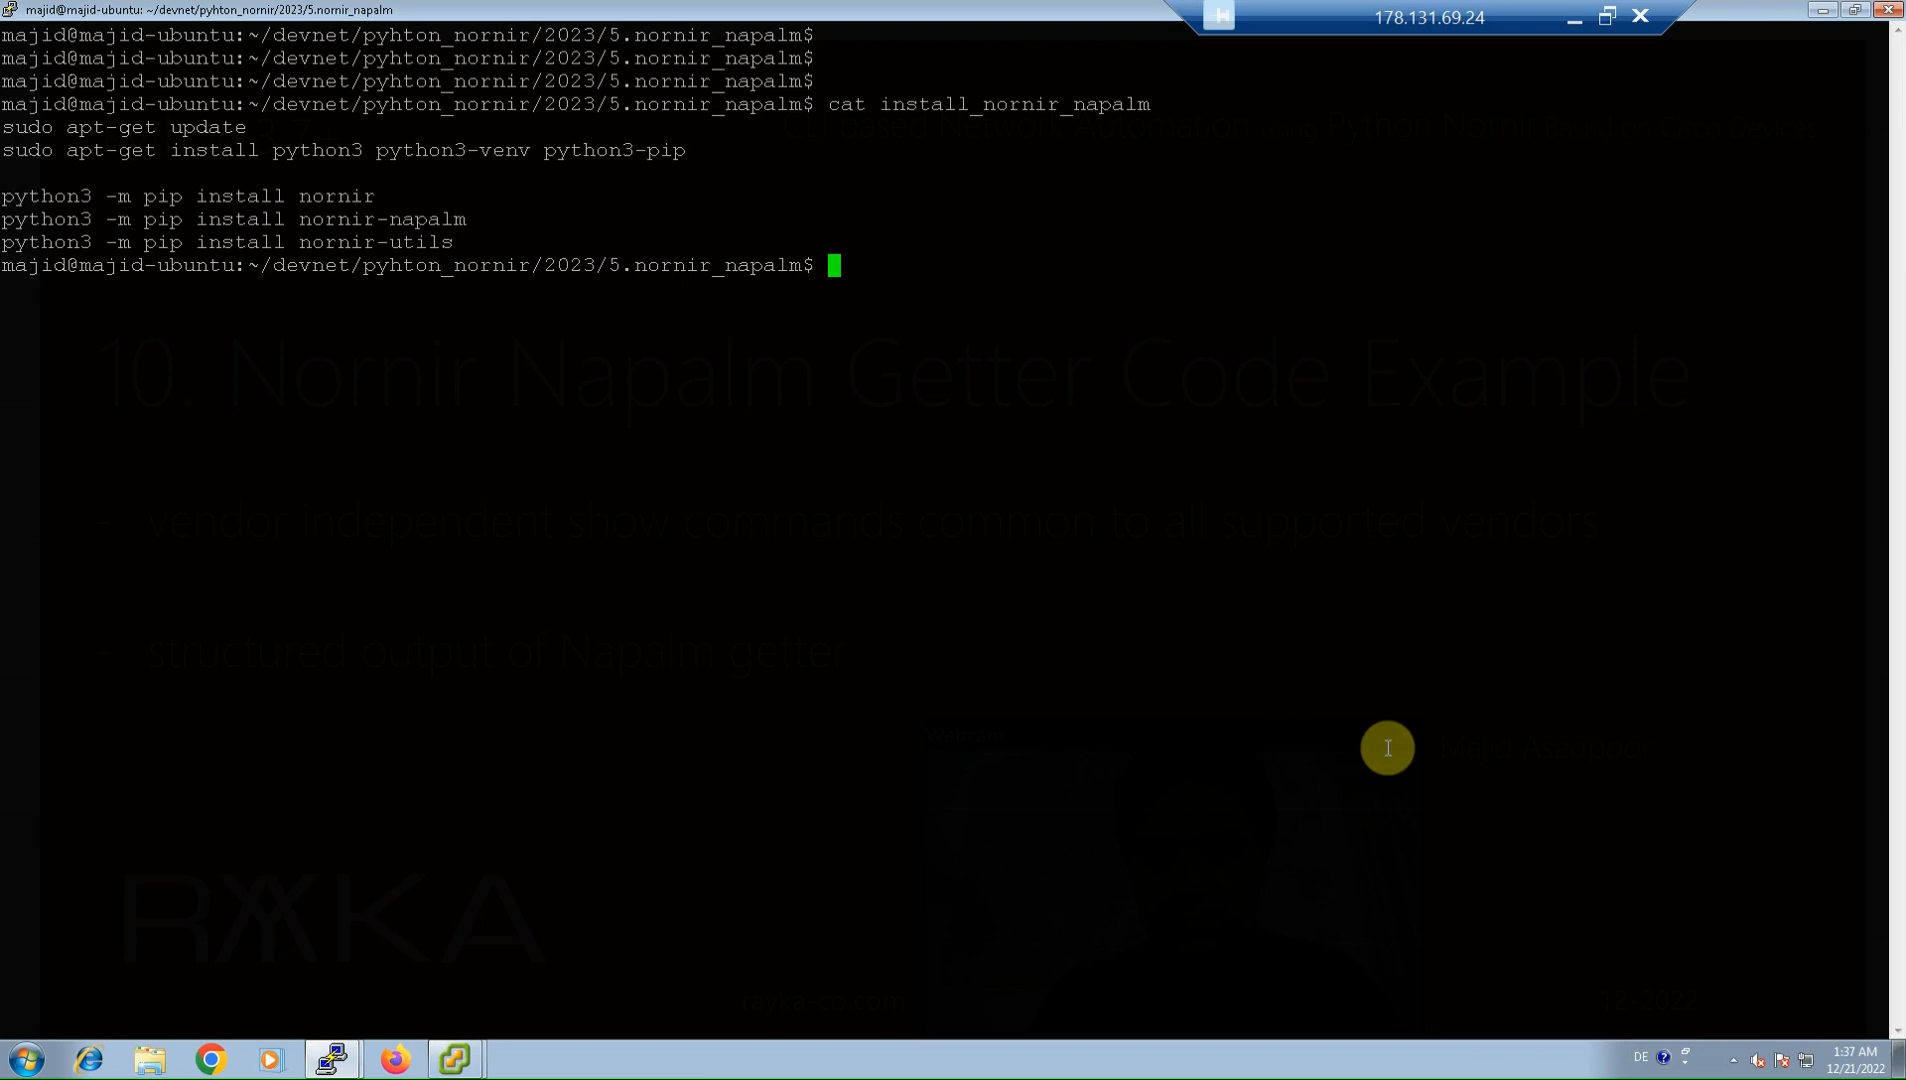 majid@majid-ubuntu: ~/devnet/pyhton_nornir/2023/5.nornir_napalm
178.131.69.24
majid@majid-ubuntu:~/devnet/pyhton_nornir/2023/5.nornir_napalm$
majid@majid-ubuntu:~/devnet/pyhton_nornir/2023/5.nornir_napalm$
majid@majid-ubuntu:~/devnet/pyhton_nornir/2023/5.nornir_napalm$
majid@majid-ubuntu:~/devnet/pyhton_nornir/2023/5.nornir_napalm$ cat install_nornir_napalm
sudo apt-get update
sudo apt-get install python3 python3-venv python3-pip
python3 -m pip install nornir
python3 -m pip install nornir-napalm
python3 -m pip install nornir-utils
majid@majid-ubuntu:~/devnet/pyhton_nornir/2023/5.nornir_napalm$
10. Nornir Napalm Getter Code Example
- vendor independent show commands common to all supported vendors
- structured output of Napalm getter
Webcam
RAYKA
rayka-co.com
12-2022
DE
1:37 AM
12/21/2022